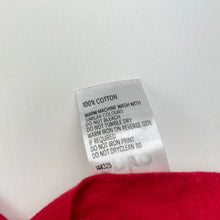 100% COTTON
WARM MACHINE WASH WITH
SIMILAR COLOURS
DO NOT BLEACH
DO NOT TUMBLE DRY
WARM IRON ON REVERSE SIDE
IF REQUIRED
DO NOT IRON PRINT
DO NOT DRYCLEAN